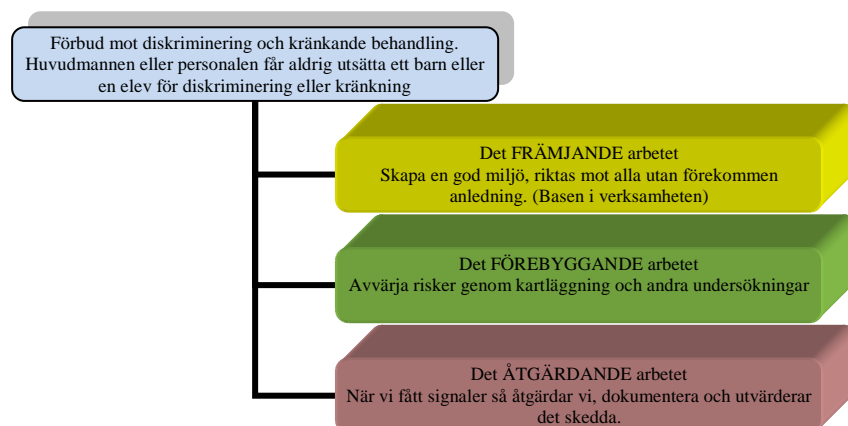 Förbud mot diskriminering och kränkande behandling.
Huvudmannen eller personalen får aldrig utsätta ett barn eller
en elev för diskriminering eller kränkning
Det FRÄMJANDE arbetet
Skapa en god miljö, riktas mot alla utan förekommen
anledning. (Basen i verksamheten)
Det FÖREBYGGANDE arbetet
Avvärja risker genom kartläggning och andra undersökningar
Det ÅTGÄRDANDE arbetet
När vi fått signaler så åtgärdar vi, dokumentera och utvärderar
det skedda.